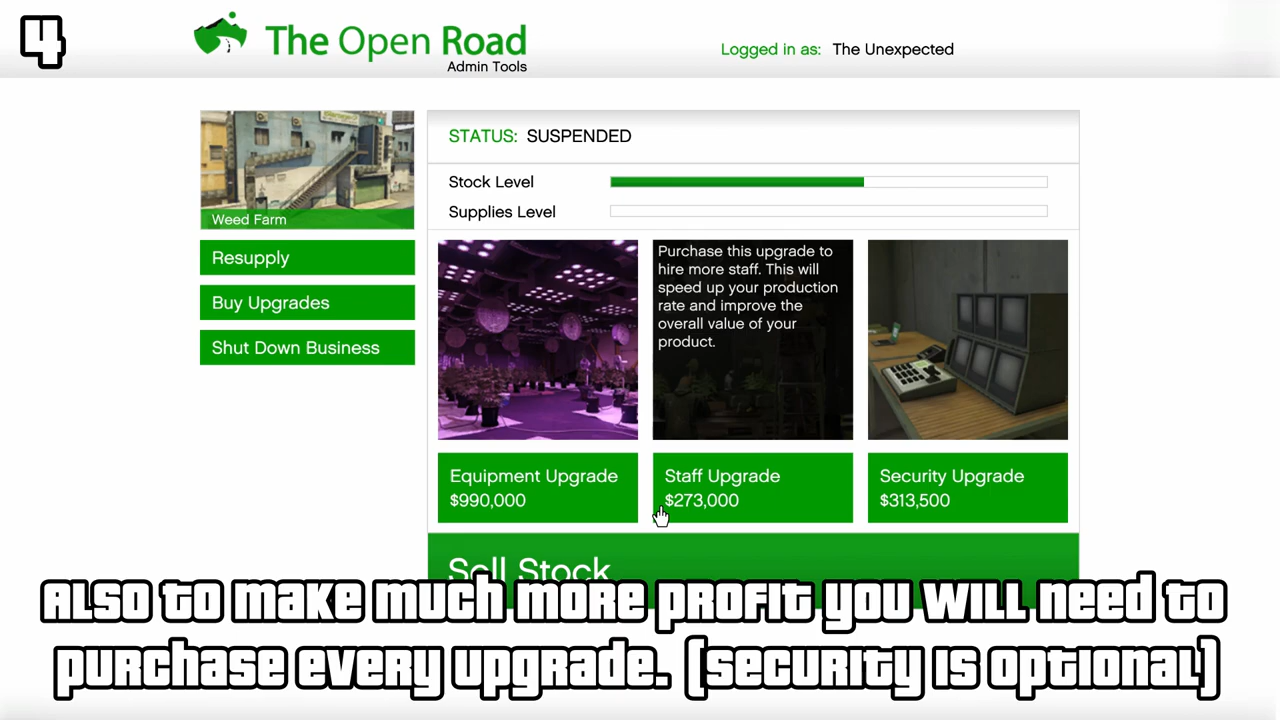 4
The Open Road
Admin Tools
Logged in as: The Unexpected
Weed Farm
Resupply
Buy Upgrades
Shut Down Business
STATUS: SUSPENDED
Stock Level
Supplies Level
Purchase this upgrade to
hire more staff. This will
speed up your production
rate and improve the
overall value of your
product.
Equipment Upgrade
$990,000
Staff Upgrade
$273,000
Security Upgrade
$313,500
Sell Stock
Also to make much more profit you will need to
purchase every upgrade. (security is optional)